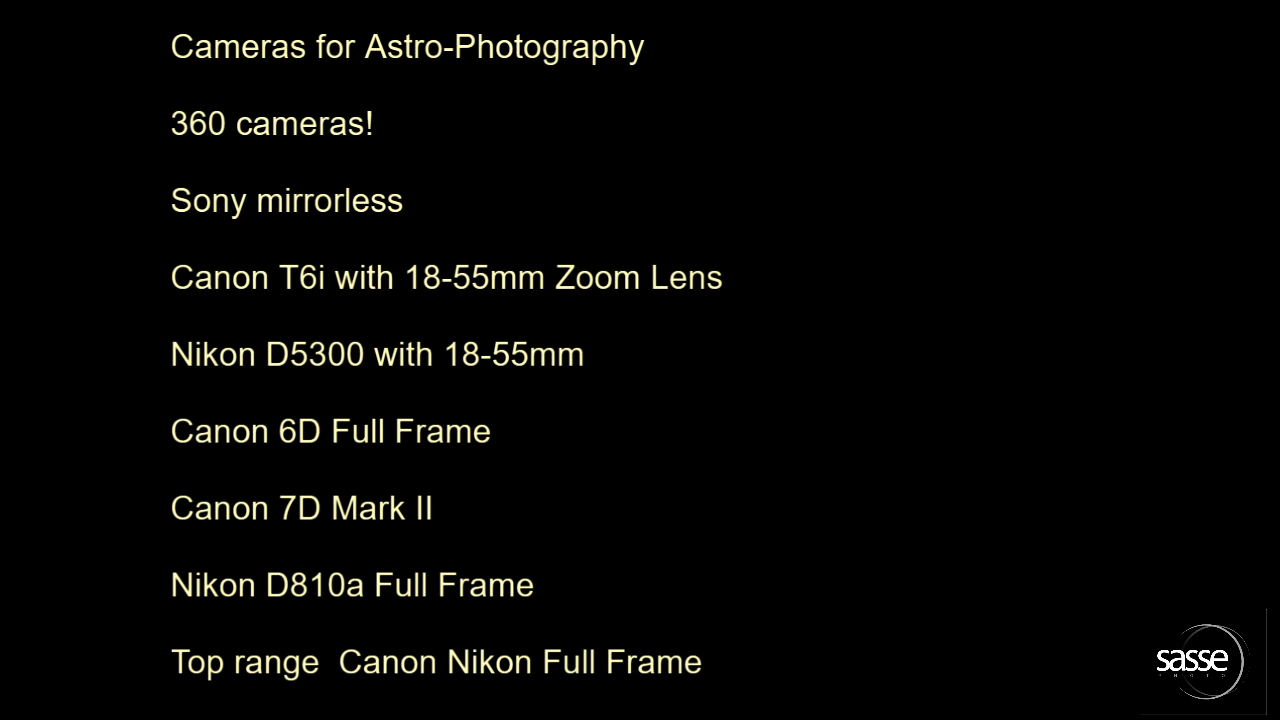 Cameras for Astro-Photography
360 cameras!
Sony mirrorless
Canon T6i with 18-55mm Zoom Lens
Nikon D5300 with 18-55mm
Canon 6D Full Frame
Canon 7D Mark II
Nikon D810a Full Frame
Top range  Canon Nikon Full Frame
sasse
PHOTO